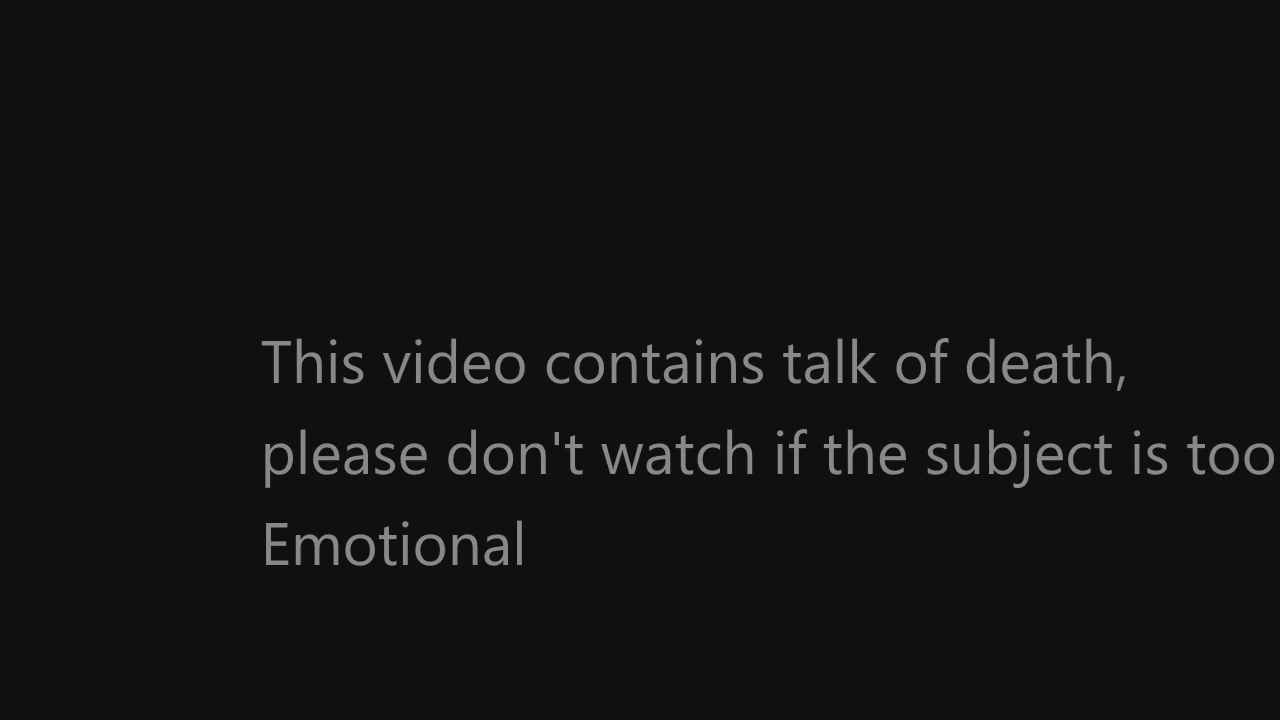 This video contains talk of death,
please don't watch if the subject is too
Emotional